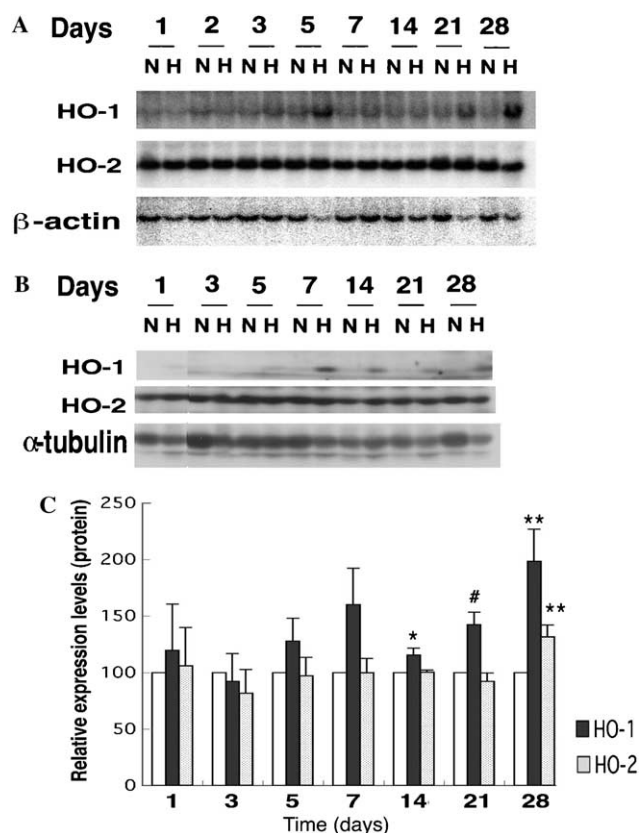 A Days 1 2 3 5 7 14 21 28
N H N H N H N H N H N H N H N H
HO-1
HO-2
β-actin
B Days 1 3 5 7 14 21 28
N H N H N H N H N H N H N H
HO-1
HO-2
α-tubulin
C
Relative expression levels (protein)
250
200
150
100
50
0
* # ** **
1 3 5 7 14 21 28
Time (days)
HO-1
HO-2